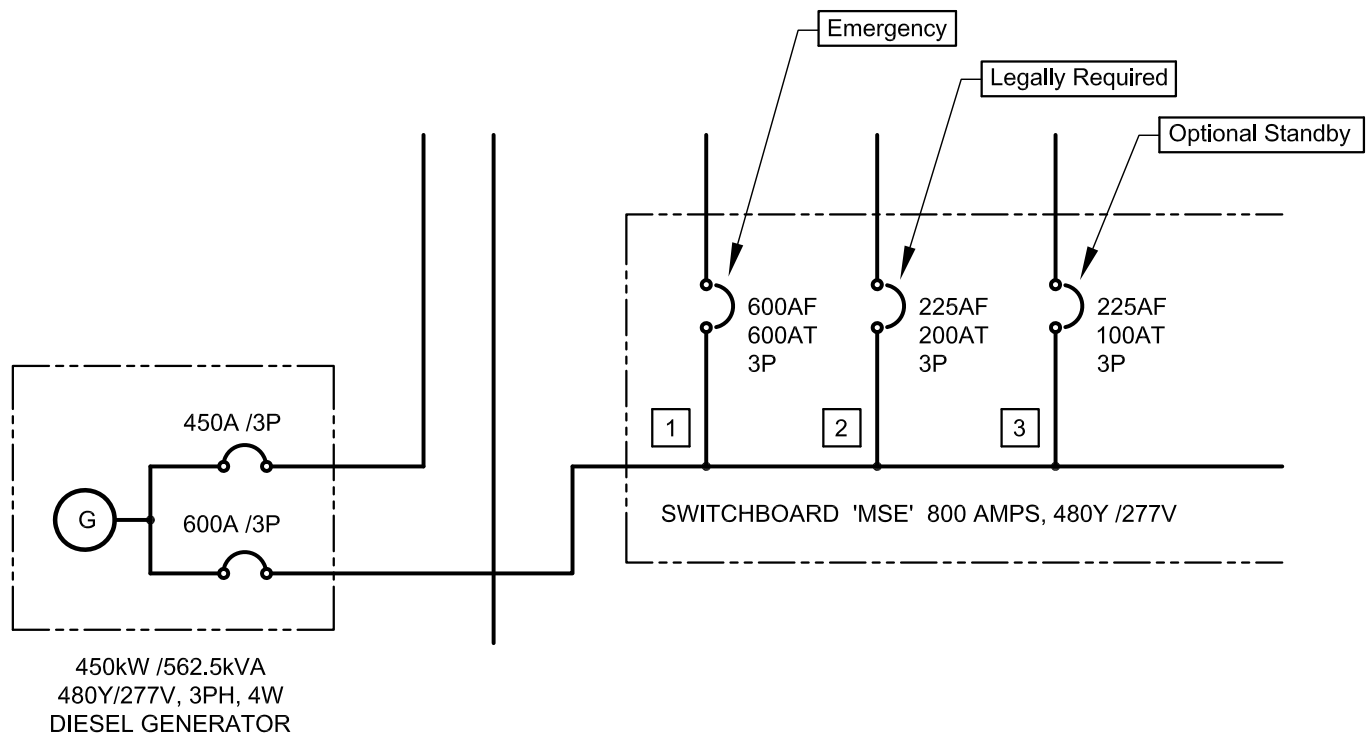 Emergency
Legally Required
Optional Standby
600AF
600AT
3P
225AF
200AT
3P
225AF
100AT
3P
1
2
3
450A /3P
G
600A /3P
SWITCHBOARD 'MSE' 800 AMPS, 480Y /277V
450kW /562.5kVA
480Y/277V, 3PH, 4W
DIESEL GENERATOR